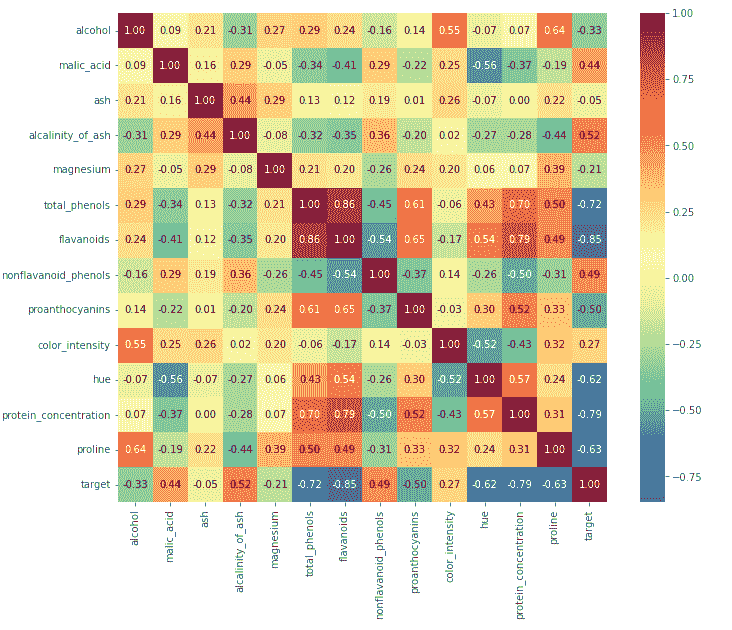 alcohol 1.00 0.09 0.21 -0.31 0.27 0.29 0.24 -0.16 0.14 0.55 -0.07 0.07 0.64 -0.33
malic_acid 0.09 1.00 0.16 0.29 -0.05 -0.34 -0.41 0.29 -0.22 0.25 -0.56 -0.37 -0.19 0.44
ash 0.21 0.16 1.00 0.44 0.29 0.13 0.12 0.19 0.01 0.26 -0.07 0.00 0.22 -0.05
alcalinity_of_ash -0.31 0.29 0.44 1.00 -0.08 -0.32 -0.35 0.36 -0.20 0.02 -0.27 -0.28 -0.44 0.52
magnesium 0.27 -0.05 0.29 -0.08 1.00 0.21 0.20 -0.26 0.24 0.20 0.06 0.07 0.39 -0.21
total_phenols 0.29 -0.34 0.13 -0.32 0.21 1.00 0.86 -0.45 0.61 -0.06 0.43 0.70 0.50 -0.72
flavanoids 0.24 -0.41 0.12 -0.35 0.20 0.86 1.00 -0.54 0.65 -0.17 0.54 0.79 0.49 -0.85
nonflavanoid_phenols -0.16 0.29 0.19 0.36 -0.26 -0.45 -0.54 1.00 -0.37 0.14 -0.26 -0.50 -0.31 0.49
proanthocyanins 0.14 -0.22 0.01 -0.20 0.24 0.61 0.65 -0.37 1.00 -0.03 0.30 0.52 0.33 -0.50
color_intensity 0.55 0.25 0.26 0.02 0.20 -0.06 -0.17 0.14 -0.03 1.00 -0.52 -0.43 0.32 0.27
hue -0.07 -0.56 -0.07 -0.27 0.06 0.43 0.54 -0.26 0.30 -0.52 1.00 0.57 0.24 -0.62
protein_concentration 0.07 -0.37 0.00 -0.28 0.07 0.70 0.79 -0.50 0.52 -0.43 0.57 1.00 0.31 -0.79
proline 0.64 -0.19 0.22 -0.44 0.39 0.50 0.49 -0.31 0.33 0.32 0.24 0.31 1.00 -0.63
target -0.33 0.44 -0.05 0.52 -0.21 -0.72 -0.85 0.49 -0.50 0.27 -0.62 -0.79 -0.63 1.00
alcohol
malic_acid
ash
alcalinity_of_ash
magnesium
total_phenols
flavanoids
nonflavanoid_phenols
proanthocyanins
color_intensity
hue
protein_concentration
proline
target
1.00
0.75
0.50
0.25
0.00
−0.25
−0.50
−0.75